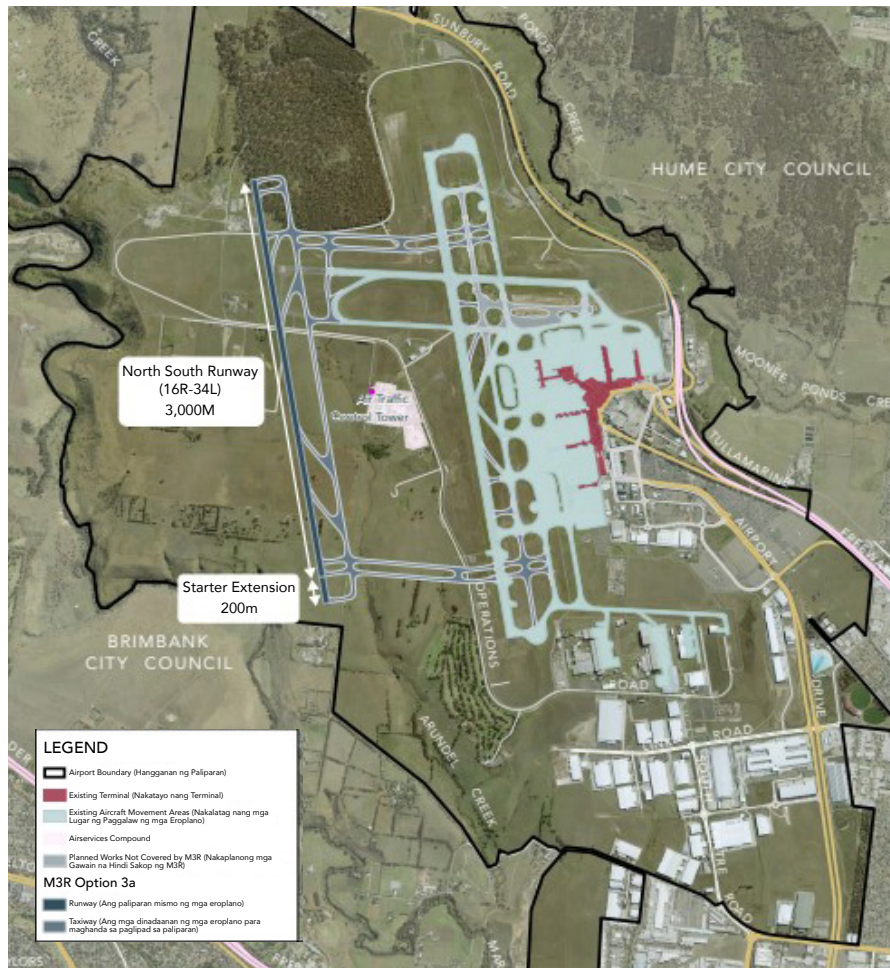 CREEK
SUNBURY
ROAD
PONDS
CREEK
HUME CITY COUNCIL
MOONEE PONDS CRE
TULLAMARINE
FREEW
AIRPORT
DRIVE
North South Runway
(16R-34L)
3,000M
Air Traffic
Control Tower
Starter Extension
200m
OPERATIONS
ROAD
BRIMBANK
CITY COUNCIL
ARUNDEL
CREEK
ROAD
ROAD
LEGEND
Airport Boundary (Hangganan ng Paliparan)
Existing Terminal (Nakatayo nang Terminal)
Existing Aircraft Movement Areas (Nakalatag nang mga
Lugar ng Paggalaw ng mga Eroplano)
Airservices Compound
Planned Works Not Covered by M3R (Nakaplanong mga
Gawain na Hindi Sakop ng M3R)
M3R Option 3a
Runway (Ang paliparan mismo ng mga eroplano)
Taxiway (Ang mga dinadaanan ng mga eroplano para
maghanda sa paglipad sa paliparan)
YLORS
MAR